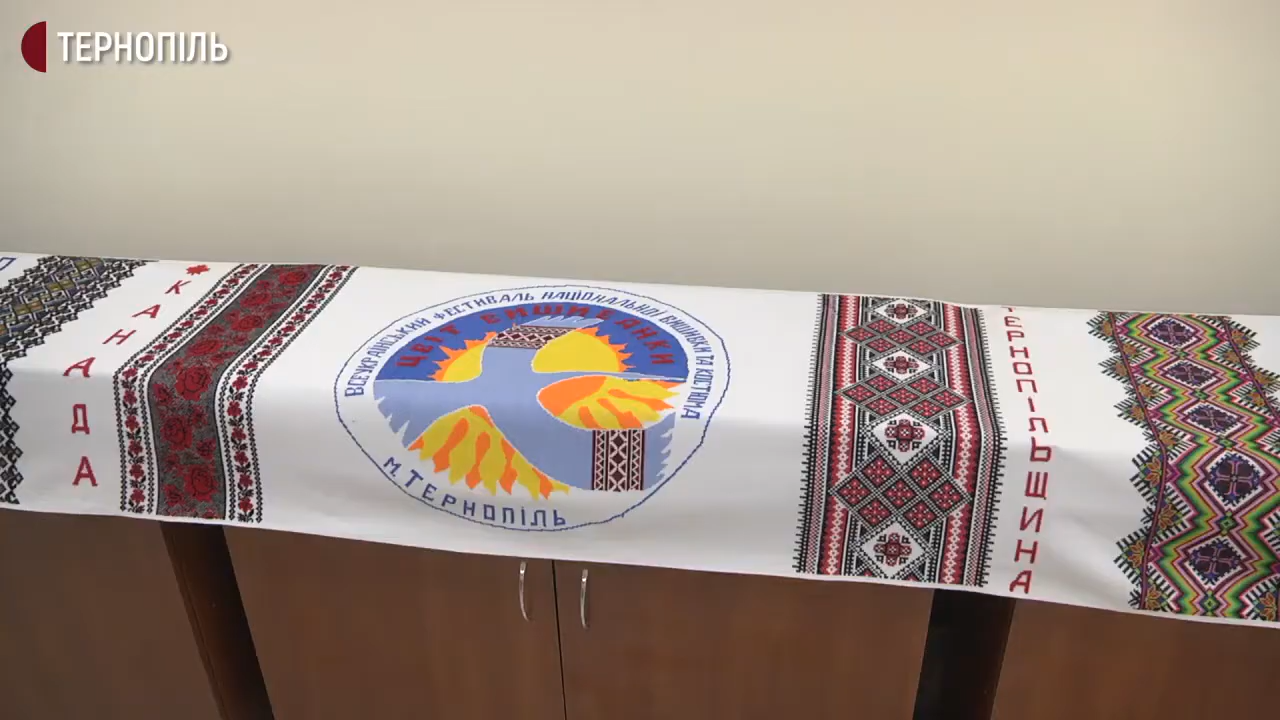 ТЕРНОПІЛЬ
КАНАДА
ВСЕУКРАЇНСЬКИЙ ФЕСТИВАЛЬ НАЦІОНАЛЬНОЇ ВИШИВКИ ТА КОСТЮМА
ЦВІТ ВИШИВАНКИ
м. ТЕРНОПІЛЬ
ТЕРНОПІЛЬЩИНА